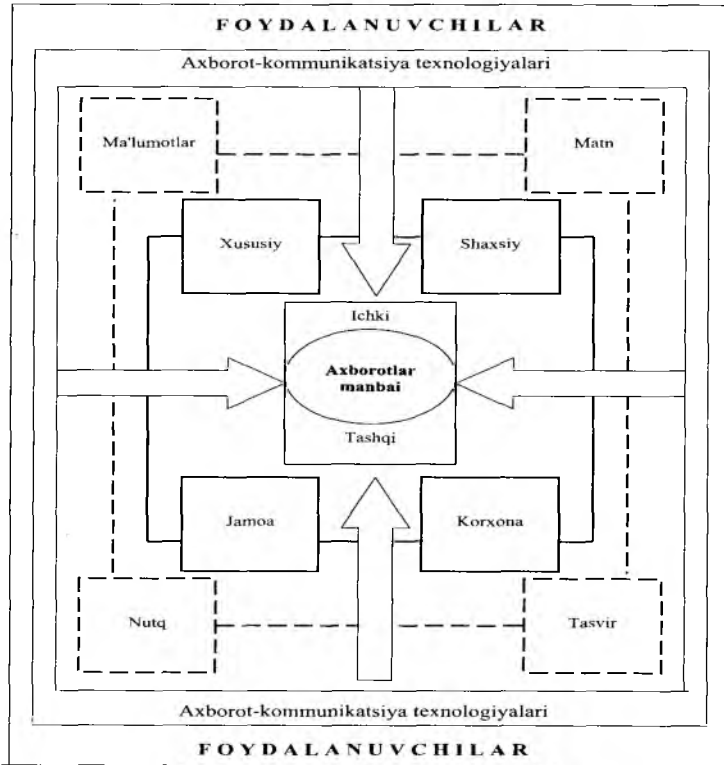 FOYDALANUVCHILAR
Axborot-kommunikatsiya texnologiyalari
Ma'lumotlar
Matn
Xususiy
Shaxsiy
Ichki
Axborotlar
manbai
Tashqi
Jamoa
Korxona
Nutq
Tasvir
Axborot-kommunikatsiya texnologiyalari
FOYDALANUVCHILAR